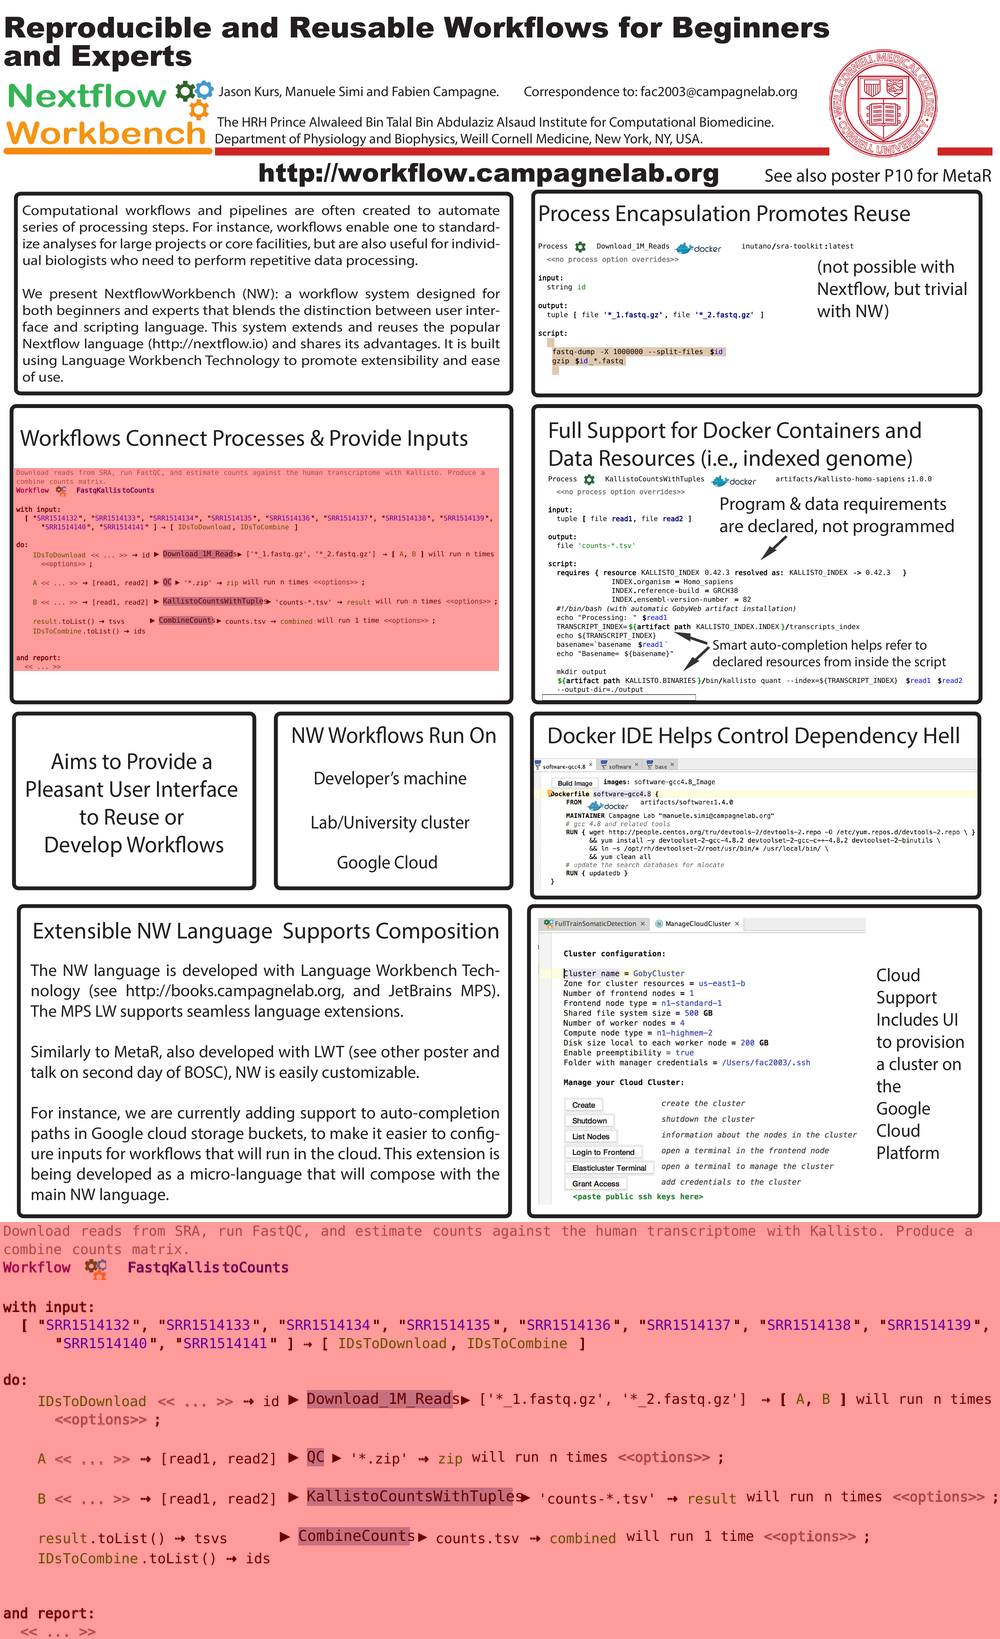 Reproducible and Reusable Workflows for Beginners
and Experts
Nextflow
Workbench
Jason Kurs, Manuele Simi and Fabien Campagne. Correspondence to: fac2003@campagnelab.org
The HRH Prince Alwaleed Bin Talal Bin Abdulaziz Alsaud Institute for Computational Biomedicine.
Department of Physiology and Biophysics, Weill Cornell Medicine, New York, NY, USA.
http://workflow.campagnelab.org
See also poster P10 for MetaR
Computational workflows and pipelines are often created to automate
series of processing steps. For instance, workflows enable one to standard-
ize analyses for large projects or core facilities, but are also useful for individ-
ual biologists who need to perform repetitive data processing.
We present NextflowWorkbench (NW): a workflow system designed for
both beginners and experts that blends the distinction between user inter-
face and scripting language. This system extends and reuses the popular
Nextflow language (http://nextflow.io) and shares its advantages. It is built
using Language Workbench Technology to promote extensibility and ease
of use.
Process Encapsulation Promotes Reuse
Process Download_1M_Reads docker inutano/sra-toolkit:latest
<<no process option overrides>>
input:
string id
output:
tuple [ file '*_1.fastq.gz', file '*_2.fastq.gz' ]
script:
fastq-dump -X 1000000 --split-files $id
gzip $id_*.fastq
(not possible with
Nextflow, but trivial
with NW)
Workflows Connect Processes & Provide Inputs
Download reads from SRA, run FastQC, and estimate counts against the human transcriptome with Kallisto. Produce a
combine counts matrix.
Workflow FastqKallistoCounts
with input:
[ "SRR1514132", "SRR1514133", "SRR1514134", "SRR1514135", "SRR1514136", "SRR1514137", "SRR1514138", "SRR1514139",
"SRR1514140", "SRR1514141" ] → [ IDsToDownload, IDsToCombine ]
do:
IDsToDownload << ... >> → id ▶ Download_1M_Reads▶ ['*_1.fastq.gz', '*_2.fastq.gz'] → [ A, B ] will run n times
<<options>> ;
A << ... >> → [read1, read2] ▶ QC ▶ '*.zip' → zip will run n times <<options>> ;
B << ... >> → [read1, read2] ▶ KallistoCountsWithTuples▶ 'counts-*.tsv' → result will run n times <<options>> ;
result.toList() → tsvs ▶ CombineCounts▶ counts.tsv → combined will run 1 time <<options>> ;
IDsToCombine.toList() → ids
and report:
<< ... >>
Full Support for Docker Containers and
Data Resources (i.e., indexed genome)
Process KallistoCountsWithTuples docker artifacts/kallisto-homo-sapiens:1.0.0
<<no process option overrides>>
input:
tuple [ file read1, file read2 ]
output:
file 'counts-*.tsv'
script:
requires { resource KALLISTO_INDEX 0.42.3 resolved as: KALLISTO_INDEX -> 0.42.3 }
INDEX.organism = Homo_sapiens
INDEX.reference-build = GRCH38
INDEX.ensembl-version-number = 82
#!/bin/bash (with automatic GobyWeb artifact installation)
echo "Processing: " $read1
TRANSCRIPT_INDEX=${artifact path KALLISTO_INDEX.INDEX}/transcripts_index
echo ${TRANSCRIPT_INDEX}
basename=`basename $read1`
echo "Basename= ${basename}"
mkdir output
${artifact path KALLISTO.BINARIES}/bin/kallisto quant --index=${TRANSCRIPT_INDEX} $read1 $read2
--output-dir=./output
Program & data requirements
are declared, not programmed
Smart auto-completion helps refer to
declared resources from inside the script
Aims to Provide a
Pleasant User Interface
to Reuse or
Develop Workflows
NW Workflows Run On
Developer's machine
Lab/University cluster
Google Cloud
Docker IDE Helps Control Dependency Hell
software-gcc4.8 × software × base ×
Build Image images: software-gcc4.8_Image
Dockerfile software-gcc4.8 {
FROM docker artifacts/software:1.4.0
MAINTAINER Campagne Lab "manuele.simi@campagnelab.org"
# gcc 4.8 and related tools
RUN { wget http://people.centos.org/tru/devtools-2/devtools-2.repo -O /etc/yum.repos.d/devtools-2.repo \ }
&& yum install -y devtoolset-2-gcc-4.8.2 devtoolset-2-gcc-c++-4.8.2 devtoolset-2-binutils \
&& ln -s /opt/rh/devtoolset-2/root/usr/bin/* /usr/local/bin/ \
&& yum clean all
# update the search databases for mlocate
RUN { updatedb }
}
Extensible NW Language Supports Composition
The NW language is developed with Language Workbench Tech-
nology (see http://books.campagnelab.org, and JetBrains MPS).
The MPS LW supports seamless language extensions.
Similarly to MetaR, also developed with LWT (see other poster and
talk on second day of BOSC), NW is easily customizable.
For instance, we are currently adding support to auto-completion
paths in Google cloud storage buckets, to make it easier to config-
ure inputs for workflows that will run in the cloud. This extension is
being developed as a micro-language that will compose with the
main NW language.
FullTrainSomaticDetection × ManageCloudCluster ×
Cluster configuration:
Cluster name = GobyCluster
Zone for cluster resources = us-east1-b
Number of frontend nodes = 1
Frontend node type = n1-standard-1
Shared file system size = 500 GB
Number of worker nodes = 4
Compute node type = n1-highmem-2
Disk size local to each worker node = 200 GB
Enable preemptibility = true
Folder with manager credentials = /Users/fac2003/.ssh
Manage your Cloud Cluster:
Create create the cluster
Shutdown shutdown the cluster
List Nodes information about the nodes in the cluster
Login to Frontend open a terminal in the frontend node
Elasticluster Terminal open a terminal to manage the cluster
Grant Access add credentials to the cluster
<paste public ssh keys here>
Cloud
Support
Includes UI
to provision
a cluster on
the
Google
Cloud
Platform
Download reads from SRA, run FastQC, and estimate counts against the human transcriptome with Kallisto. Produce a
combine counts matrix.
Workflow FastqKallistoCounts
with input:
[ "SRR1514132", "SRR1514133", "SRR1514134", "SRR1514135", "SRR1514136", "SRR1514137", "SRR1514138", "SRR1514139",
"SRR1514140", "SRR1514141" ] → [ IDsToDownload, IDsToCombine ]
do:
IDsToDownload << ... >> → id ▶ Download_1M_Reads▶ ['*_1.fastq.gz', '*_2.fastq.gz'] → [ A, B ] will run n times
<<options>> ;
A << ... >> → [read1, read2] ▶ QC ▶ '*.zip' → zip will run n times <<options>> ;
B << ... >> → [read1, read2] ▶ KallistoCountsWithTuples▶ 'counts-*.tsv' → result will run n times <<options>> ;
result.toList() → tsvs ▶ CombineCounts▶ counts.tsv → combined will run 1 time <<options>> ;
IDsToCombine.toList() → ids
and report:
<< ... >>